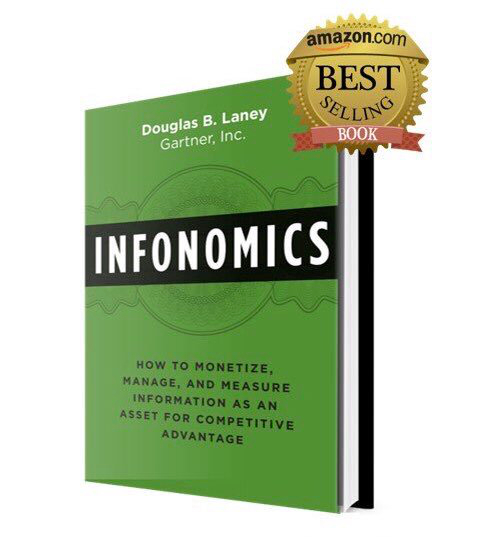 amazon.com
BEST
SELLING
BOOK
Douglas B. Laney
Gartner, Inc.
INFONOMICS
HOW TO MONETIZE,
MANAGE, AND MEASURE
INFORMATION AS AN
ASSET FOR COMPETITIVE
ADVANTAGE